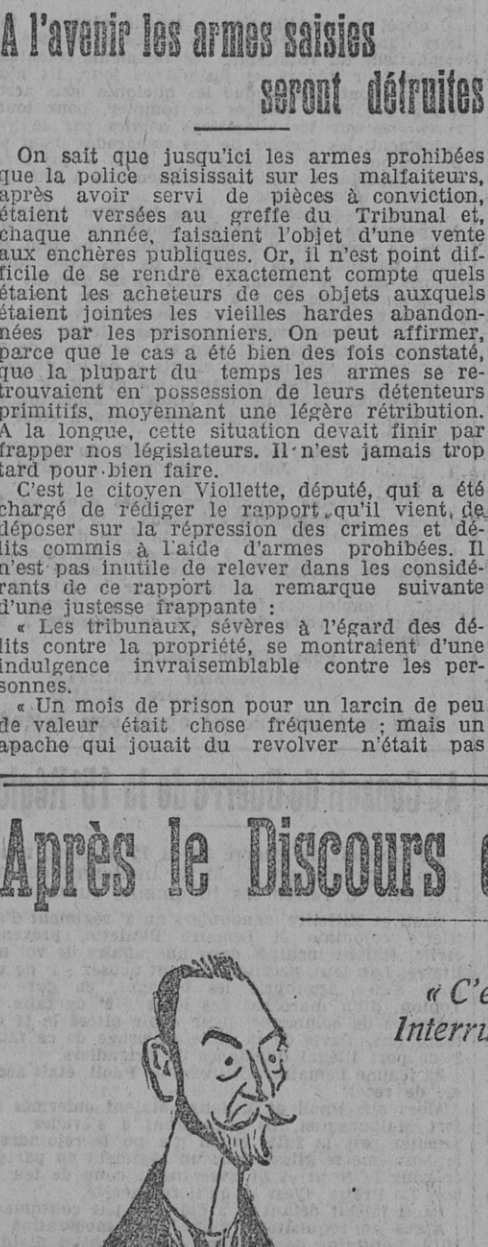 A l'avenir les armes saisies
seront détruites
On sait que jusqu'ici les armes prohibées
que la police saisissait sur les malfaiteurs,
après avoir servi de pièces à conviction,
étaient versées au greffe du Tribunal et,
chaque année, faisaient l'objet d'une vente
aux enchères publiques. Or, il n'est point dif-
ficile de se rendre exactement compte quels
étaient les acheteurs de ces objets auxquels
étaient jointes les vieilles hardes abandon-
nées par les prisonniers. On peut affirmer,
parce que le cas a été bien des fois constaté,
que la plupart du temps les armes se re-
trouvaient en possession de leurs détenteurs
primitifs, moyennant une légère rétribution.
A la longue, cette situation devait finir par
frapper nos législateurs. Il n'est jamais trop
tard pour bien faire.
C'est le citoyen Viollette, député, qui a été
chargé de rédiger le rapport qu'il vient de
déposer sur la répression des crimes et dé-
lits commis à l'aide d'armes prohibées. Il
n'est pas inutile de relever dans les considé-
rants de ce rapport la remarque suivante
d'une justesse frappante :
« Les tribunaux, sévères à l'égard des dé-
lits contre la propriété, se montraient d'une
indulgence invraisemblable contre les per-
sonnes.
« Un mois de prison pour un larcin de peu
de valeur était chose fréquente ; mais un
apache qui jouait du revolver n'était pas
Après le Discours
« C'e
Interru